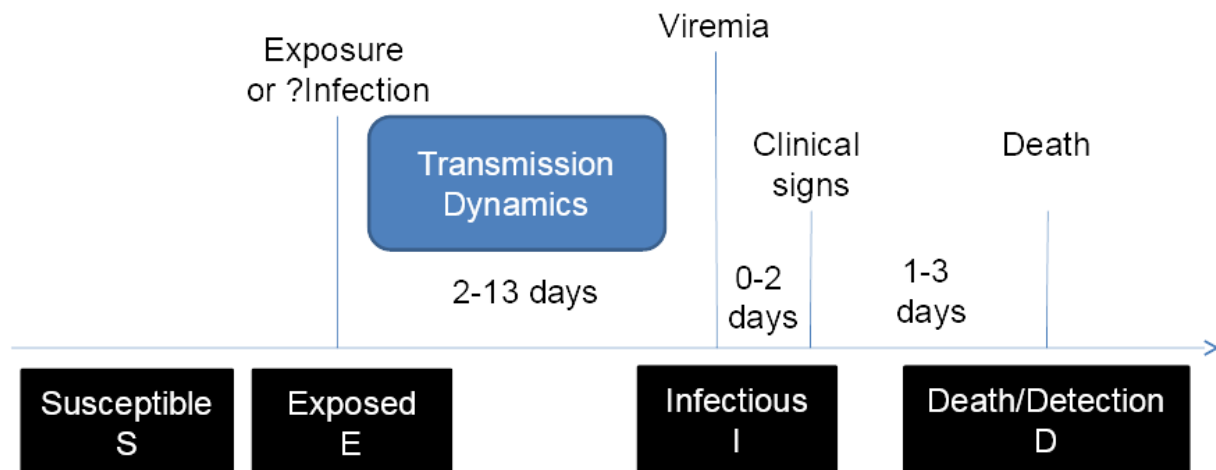 Exposure
or ?Infection
Viremia
Transmission
Dynamics
Clinical
signs
Death
2-13 days
0-2
days
1-3
days
Susceptible
S
Exposed
E
Infectious
I
Death/Detection
D